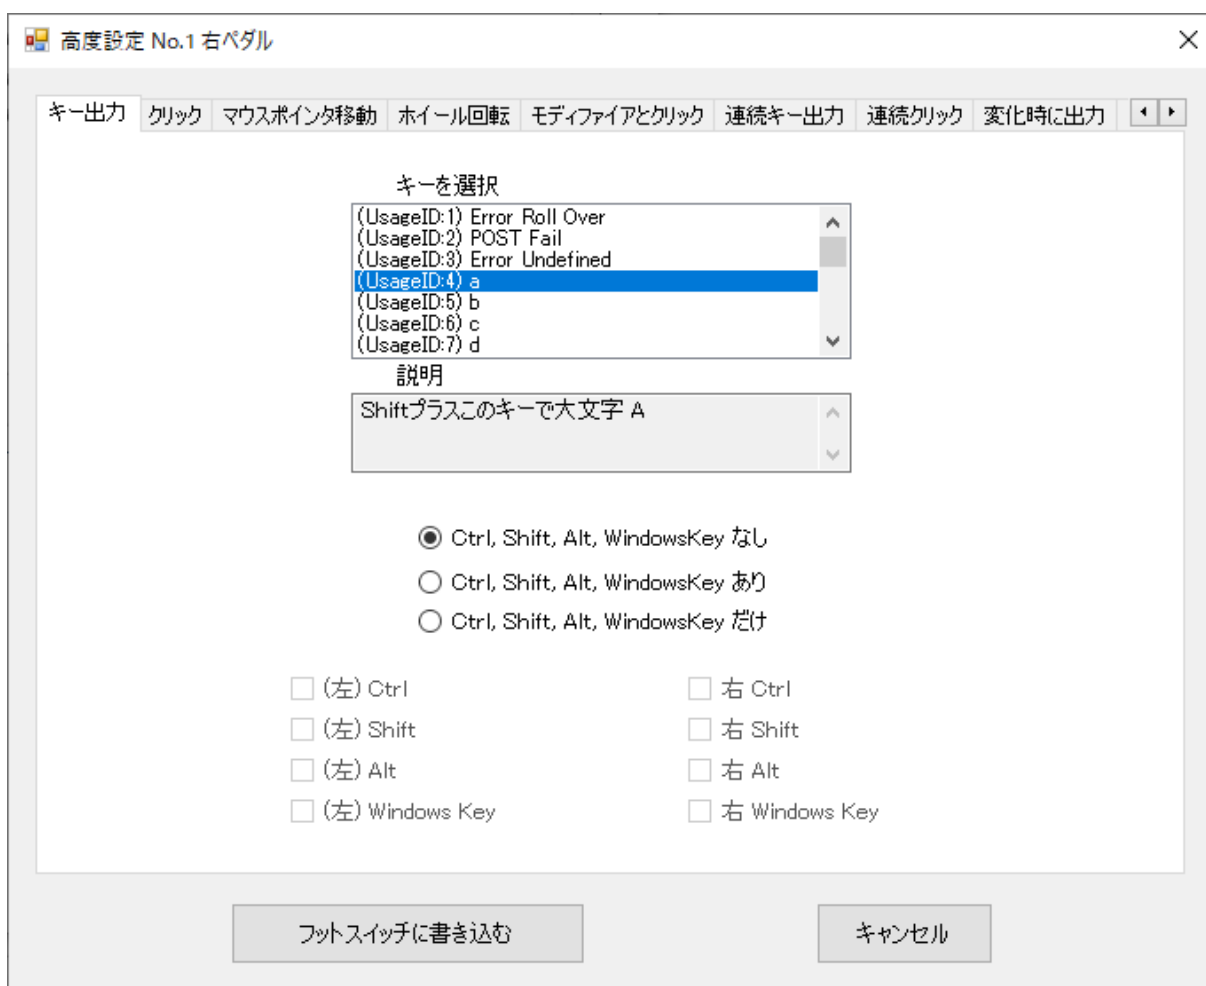 高度設定 No.1 右ペダル
キー出力 クリック マウスポインタ移動 ホイール回転 モディファイアとクリック 連続キー出力 連続クリック 変化時に出力
キーを選択
(UsageID:1) Error Roll Over
(UsageID:2) POST Fail
(UsageID:3) Error Undefined
(UsageID:4) a
(UsageID:5) b
(UsageID:6) c
(UsageID:7) d
説明
Shiftプラスこのキーで大文字 A
Ctrl, Shift, Alt, WindowsKey なし
Ctrl, Shift, Alt, WindowsKey あり
Ctrl, Shift, Alt, WindowsKey だけ
(左) Ctrl 右 Ctrl
(左) Shift 右 Shift
(左) Alt 右 Alt
(左) Windows Key 右 Windows Key
フットスイッチに書き込む キャンセル